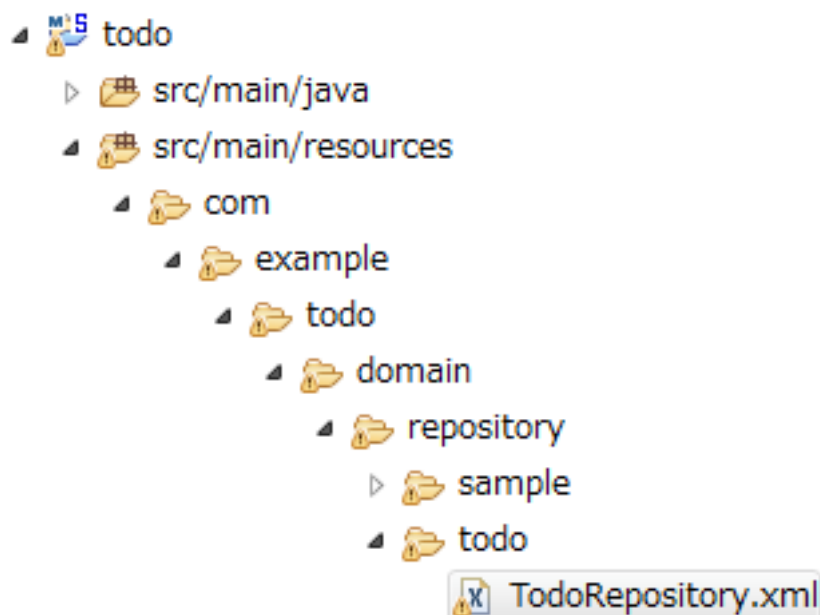 todo
src/main/java
src/main/resources
com
example
todo
domain
repository
sample
todo
TodoRepository.xml